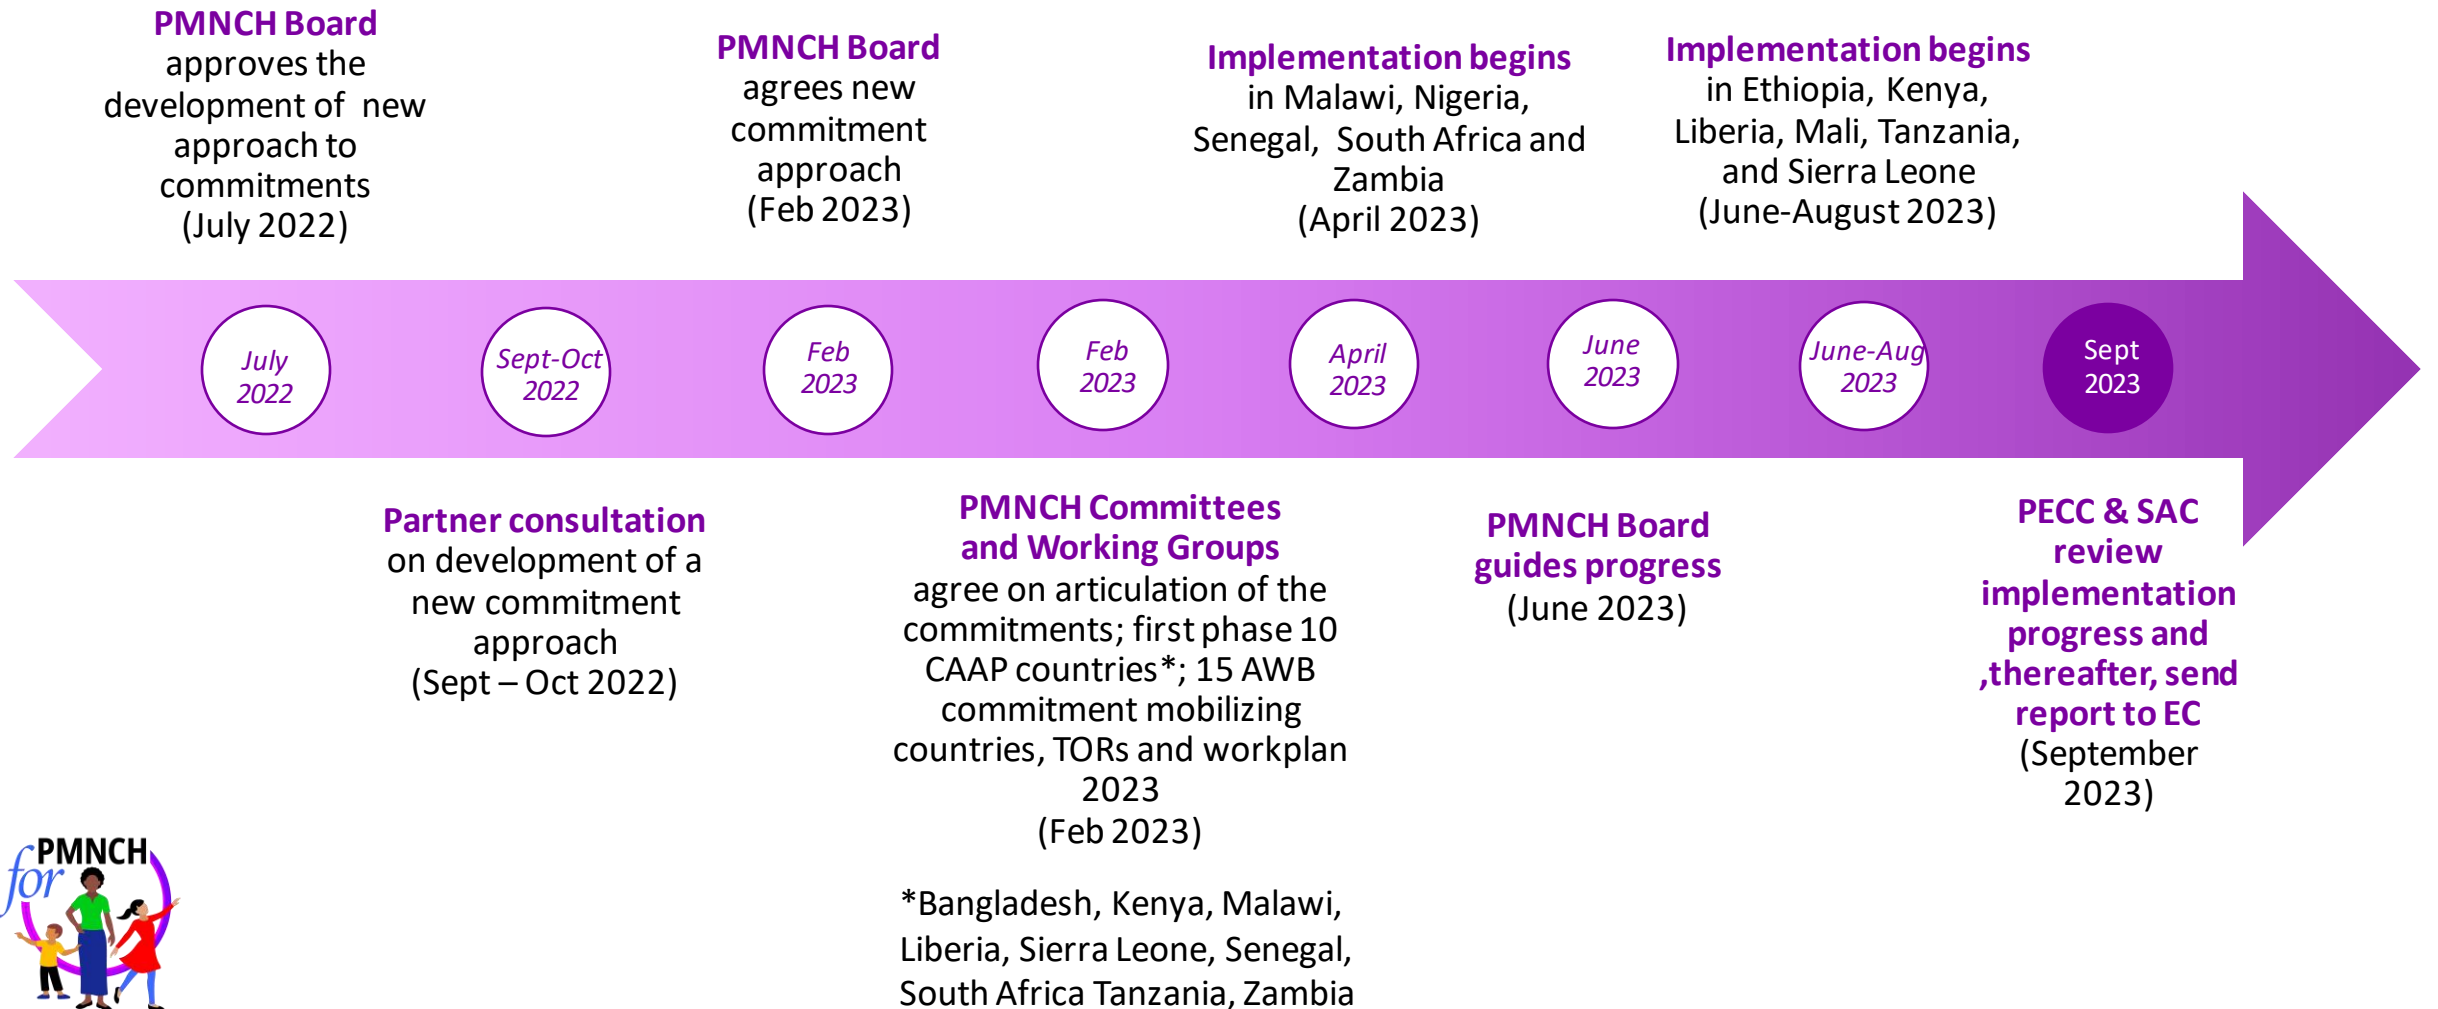 PMNCH Board
approves the
development of new
approach to
commitments
(July 2022)
PMNCH Board
agrees new
commitment
approach
(Feb 2023)
Implementation begins
in Malawi, Nigeria,
Senegal, South Africa and
Zambia
(April 2023)
Implementation begins
in Ethiopia, Kenya,
Liberia, Mali, Tanzania,
and Sierra Leone
(June-August 2023)
July
2022
Sept-Oct
2022
Feb
2023
Feb
2023
April
2023
June
2023
June-Aug
2023
Sept
2023
Partner consultation
on development of a
new commitment
approach
(Sept – Oct 2022)
PMNCH Committees
and Working Groups
agree on articulation of the
commitments; first phase 10
CAAP countries*; 15 AWB
commitment mobilizing
countries, TORs and workplan
2023
(Feb 2023)
*Bangladesh, Kenya, Malawi,
Liberia, Sierra Leone, Senegal,
South Africa Tanzania, Zambia
PMNCH Board
guides progress
(June 2023)
PECC & SAC
review
implementation
progress and
,thereafter, send
report to EC
(September
2023)
PMNCH
for